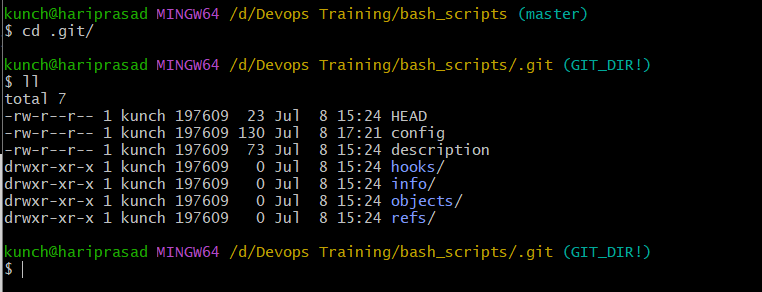 kunch@hariprasad MINGW64 /d/Devops Training/bash_scripts (master)
$ cd .git/
kunch@hariprasad MINGW64 /d/Devops Training/bash_scripts/.git (GIT_DIR!)
$ ll
total 7
-rw-r--r-- 1 kunch 197609  23 Jul  8 15:24 HEAD
-rw-r--r-- 1 kunch 197609 130 Jul  8 17:21 config
-rw-r--r-- 1 kunch 197609  73 Jul  8 15:24 description
drwxr-xr-x 1 kunch 197609   0 Jul  8 15:24 hooks/
drwxr-xr-x 1 kunch 197609   0 Jul  8 15:24 info/
drwxr-xr-x 1 kunch 197609   0 Jul  8 15:24 objects/
drwxr-xr-x 1 kunch 197609   0 Jul  8 15:24 refs/
kunch@hariprasad MINGW64 /d/Devops Training/bash_scripts/.git (GIT_DIR!)
$